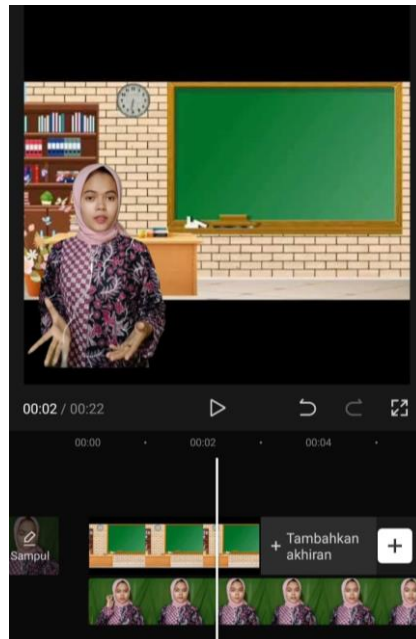 00:02 / 00:22
00:00 00:02 00:04
Sampul
+ Tambahkan
akhiran
+